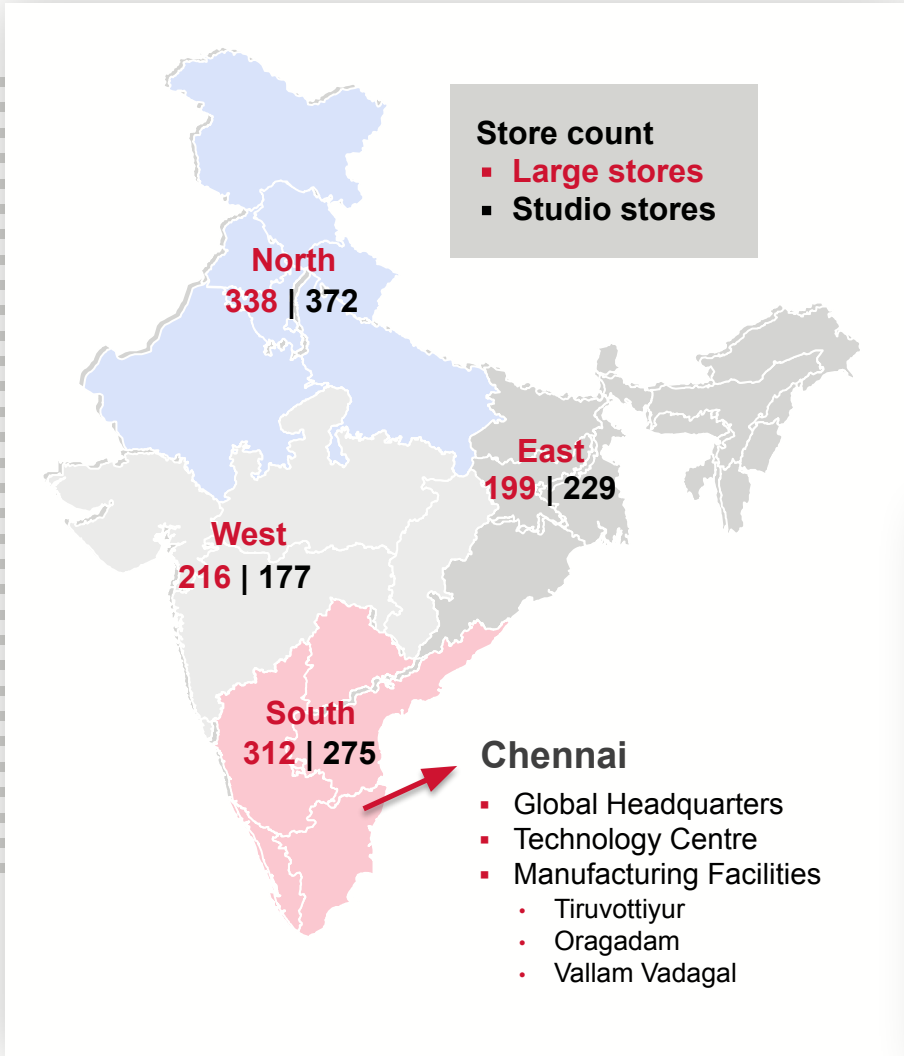 Store count
Large stores
Studio stores
North
338 | 372
East
199 | 229
West
216 | 177
South
312 | 275
Chennai
Global Headquarters
Technology Centre
Manufacturing Facilities
Tiruvottiyur
Oragadam
Vallam Vadagal